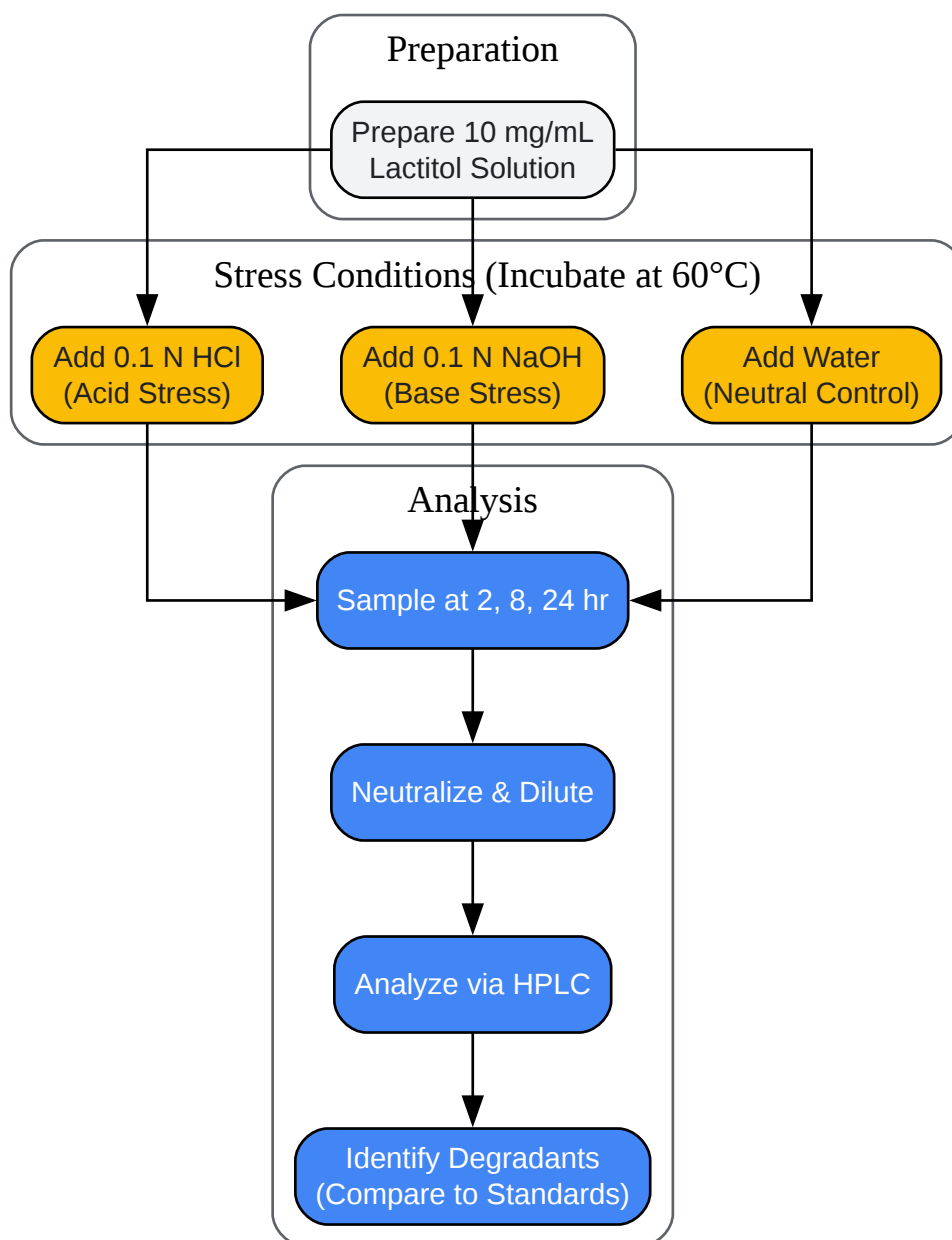 Preparation
Prepare 10 mg/mL
Lactitol Solution
Stress Conditions (Incubate at 60°C)
Add 0.1 N HCl
(Acid Stress)
Add 0.1 N NaOH
(Base Stress)
Add Water
(Neutral Control)
Analysis
Sample at 2, 8, 24 hr
Neutralize & Dilute
Analyze via HPLC
Identify Degradants
(Compare to Standards)